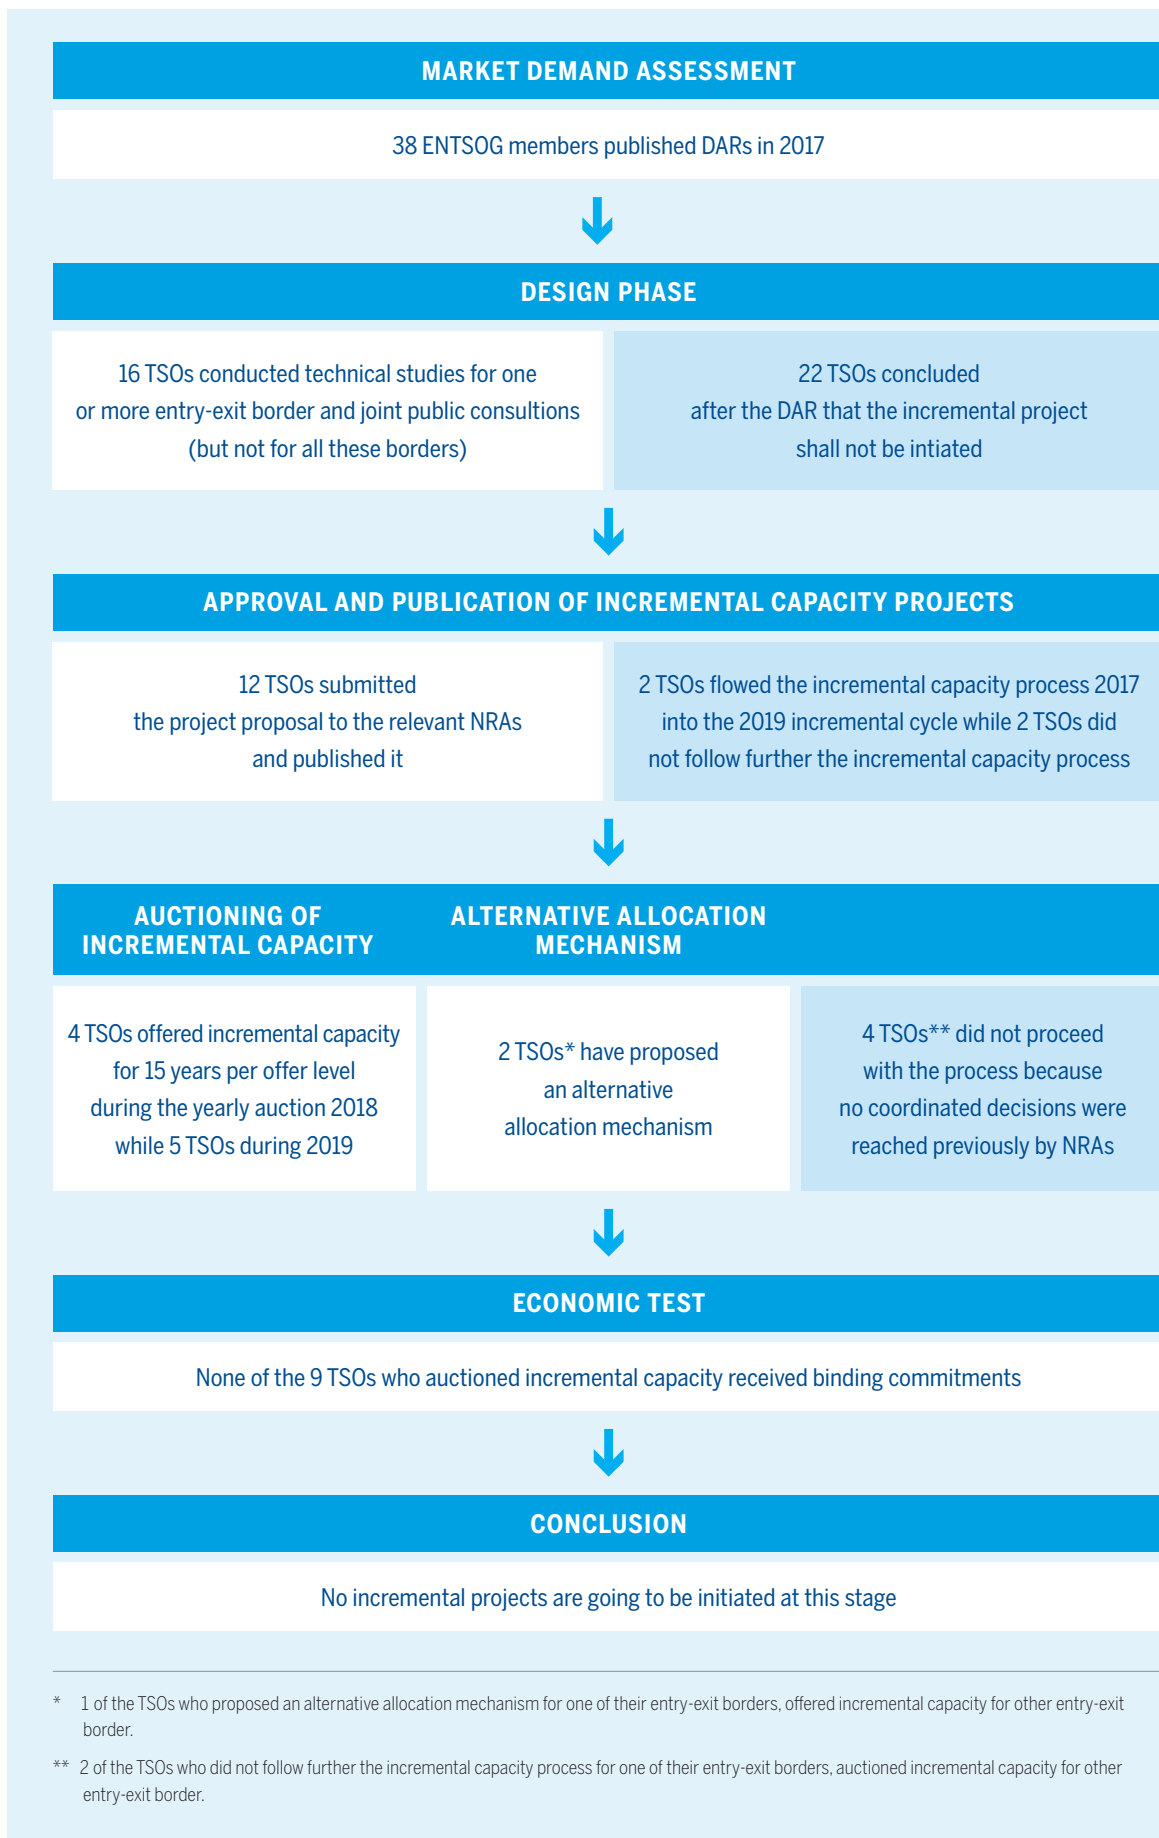 MARKET DEMAND ASSESSMENT
38 ENTSOG members published DARs in 2017
DESIGN PHASE
16 TSOs conducted technical studies for one
or more entry-exit border and joint public consultions
(but not for all these borders)
22 TSOs concluded
after the DAR that the incremental project
shall not be intiated
APPROVAL AND PUBLICATION OF INCREMENTAL CAPACITY PROJECTS
12 TSOs submitted
the project proposal to the relevant NRAs
and published it
2 TSOs flowed the incremental capacity process 2017
into the 2019 incremental cycle while 2 TSOs did
not follow further the incremental capacity process
AUCTIONING OF
INCREMENTAL CAPACITY
ALTERNATIVE ALLOCATION
MECHANISM
4 TSOs offered incremental capacity
for 15 years per offer level
during the yearly auction 2018
while 5 TSOs during 2019
2 TSOs* have proposed
an alternative
allocation mechanism
4 TSOs** did not proceed
with the process because
no coordinated decisions were
reached previously by NRAs
ECONOMIC TEST
None of the 9 TSOs who auctioned incremental capacity received binding commitments
CONCLUSION
No incremental projects are going to be initiated at this stage
* 1 of the TSOs who proposed an alternative allocation mechanism for one of their entry-exit borders, offered incremental capacity for other entry-exit
border.
** 2 of the TSOs who did not follow further the incremental capacity process for one of their entry-exit borders, auctioned incremental capacity for other
entry-exit border.